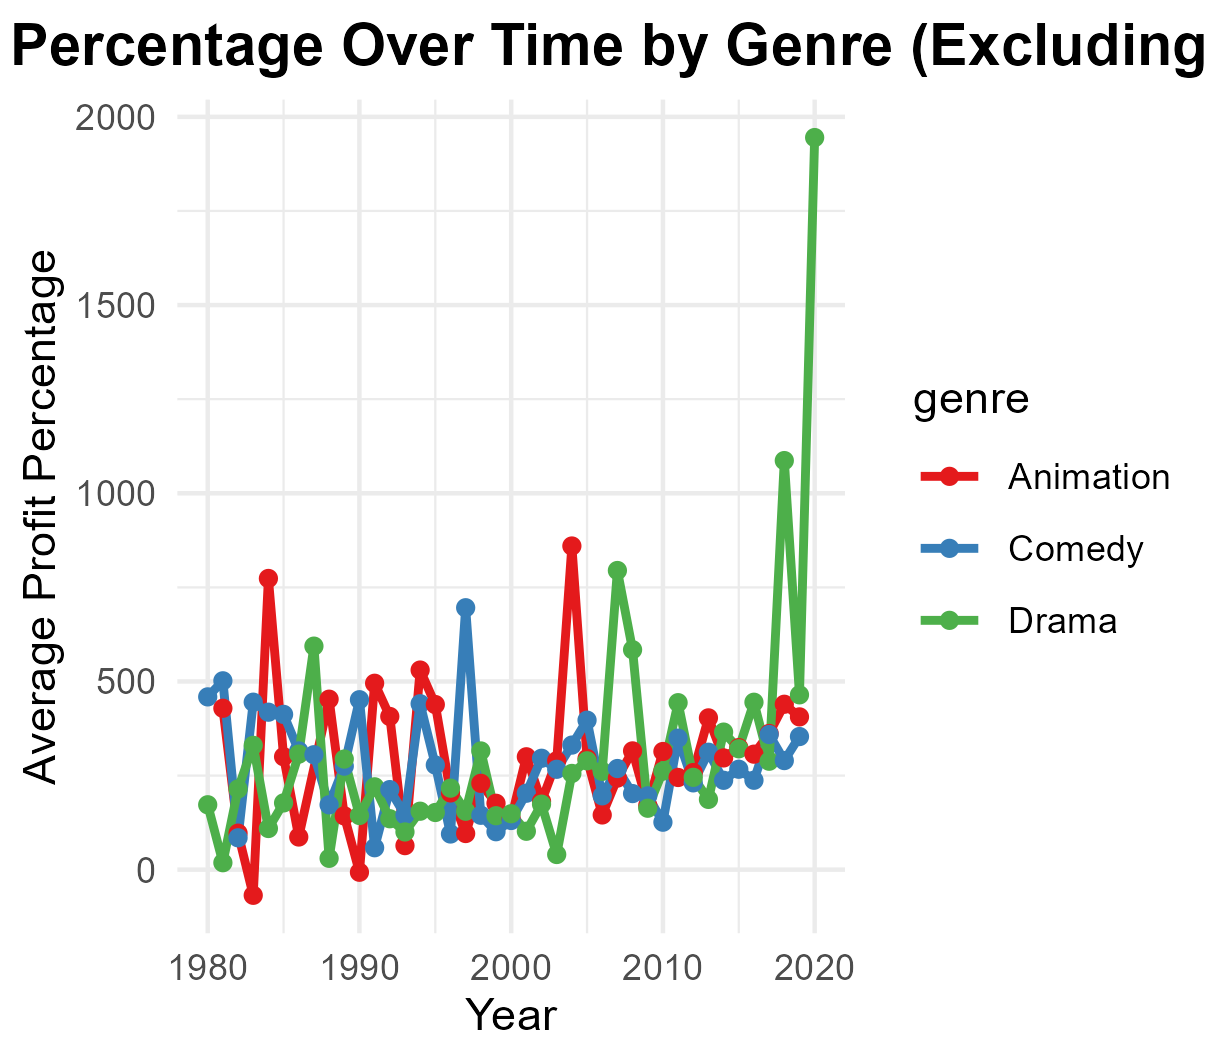 Percentage Over Time by Genre (Excluding
2000
1500
1000
500
0
Average Profit Percentage
1980 1990 2000 2010 2020
Year
genre
Animation
Comedy
Drama